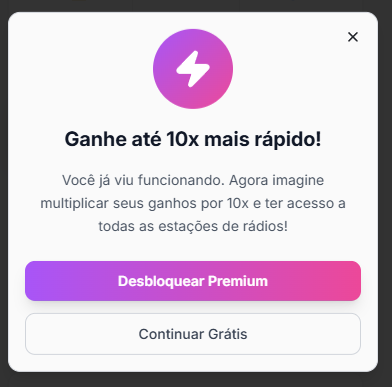 Ganhe até 10x mais rápido!
Você já viu funcionando. Agora imagine
multiplicar seus ganhos por 10x e ter acesso a
todas as estações de rádios!
Desbloquear Premium
Continuar Grátis